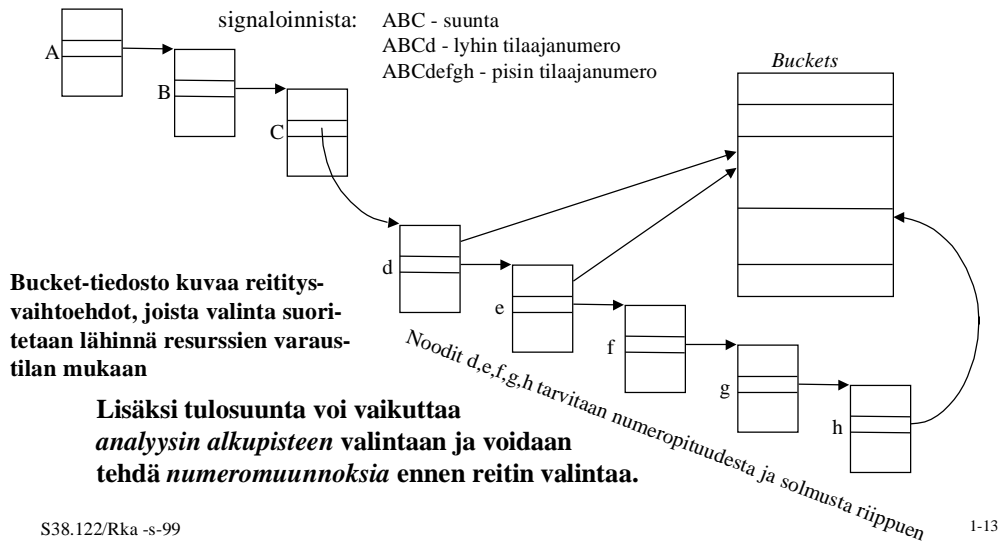 signaloinnista: ABC - suunta
ABCd - lyhin tilaajanumero
ABCdefgh - pisin tilaajanumero
Buckets
A
B
C
d
e
f
g
h
Bucket-tiedosto kuvaa reititys-
vaihtoehdot, joista valinta suori-
tetaan lähinnä resurssien varaus-
tilan mukaan
Noodit d,e,f,g,h tarvitaan numeropituudesta ja solmusta riippuen
Lisäksi tulosuunta voi vaikuttaa
analyysin alkupisteen valintaan ja voidaan
tehdä numeromuunnoksia ennen reitin valintaa.
S38.122/Rka -s-99
1-13